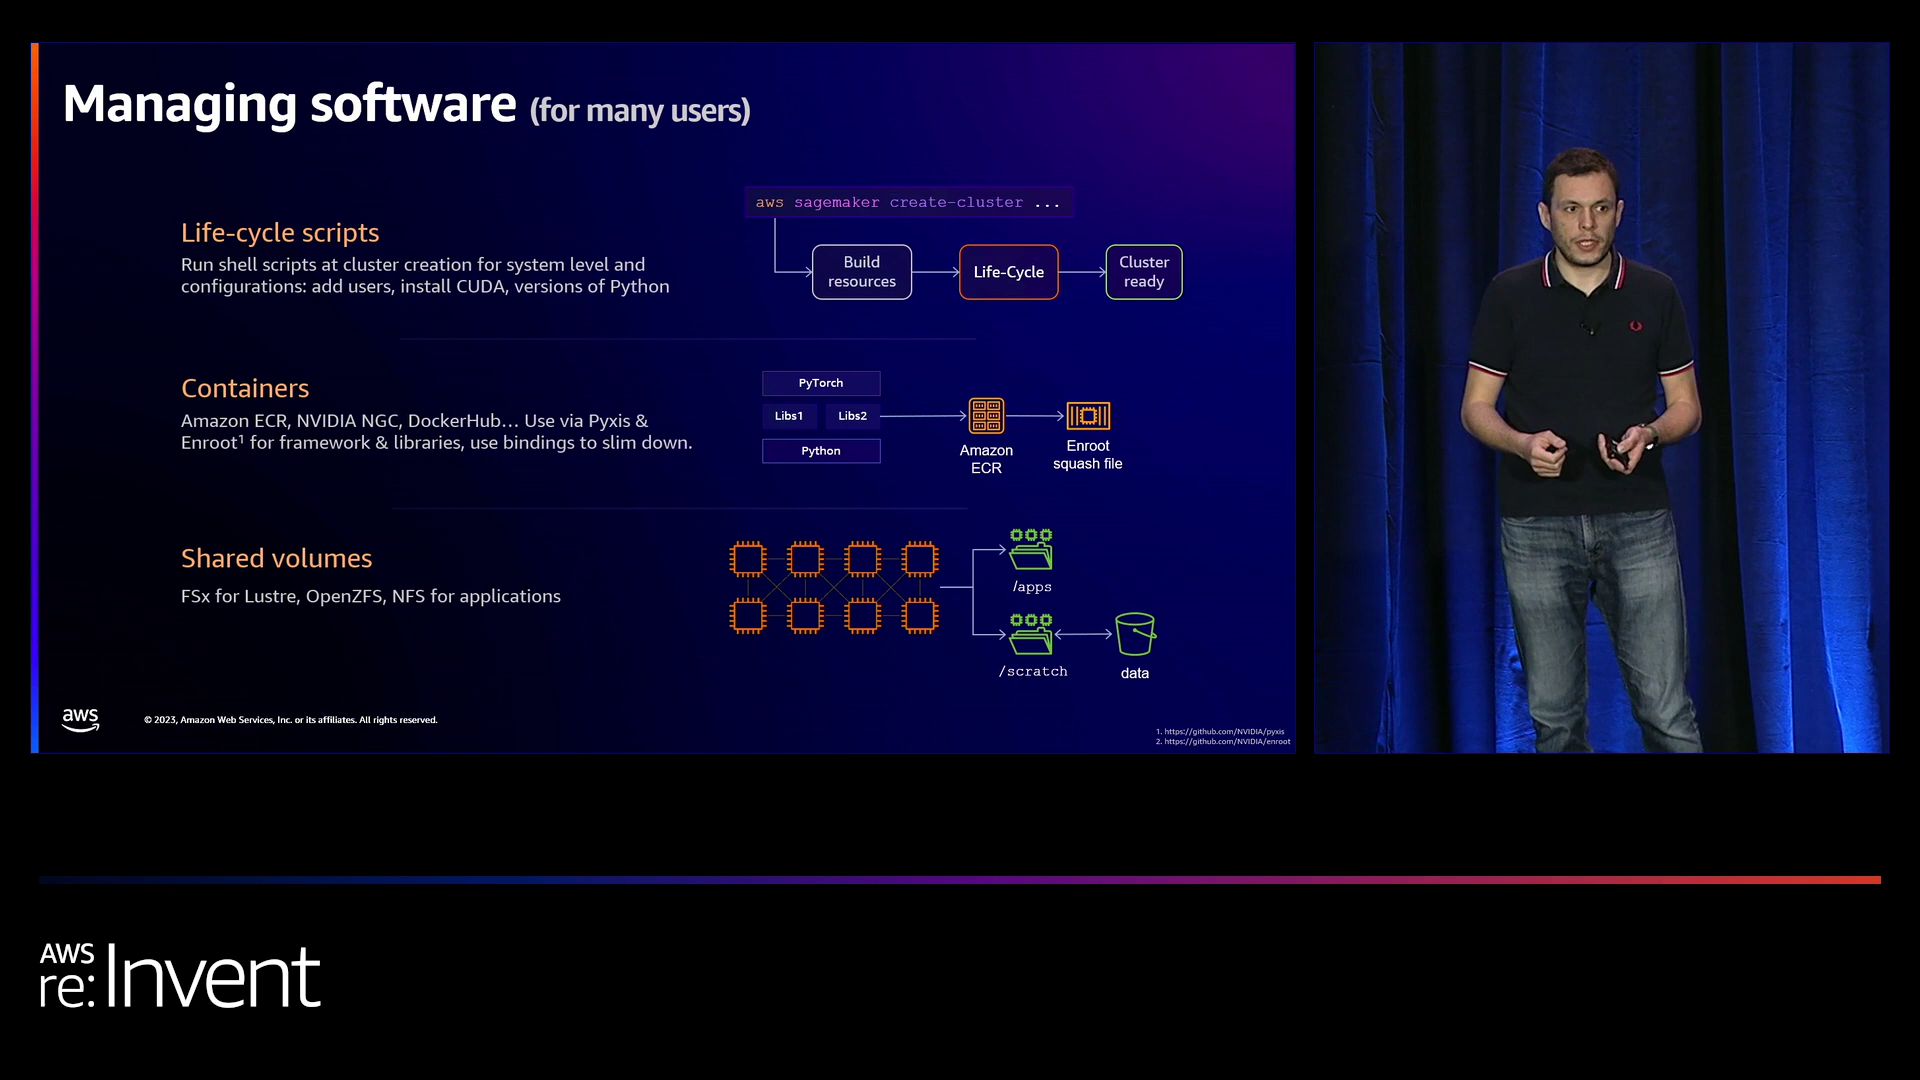 Managing software (for many users)
Life-cycle scripts
Run shell scripts at cluster creation for system level and
configurations: add users, install CUDA, versions of Python
aws sagemaker create-cluster ...
Build
resources
Life-Cycle
Cluster
ready
Containers
Amazon ECR, NVIDIA NGC, DockerHub... Use via Pyxis &
Enroot¹ for framework & libraries, use bindings to slim down.
PyTorch
Libs1 Libs2
Python
Amazon
ECR
Enroot
squash file
Shared volumes
FSx for Lustre, OpenZFS, NFS for applications
/apps
/scratch
data
aws
© 2023, Amazon Web Services, Inc. or its affiliates. All rights reserved.
1. https://github.com/NVIDIA/pyxis
2. https://github.com/NVIDIA/enroot
AWS
re:Invent